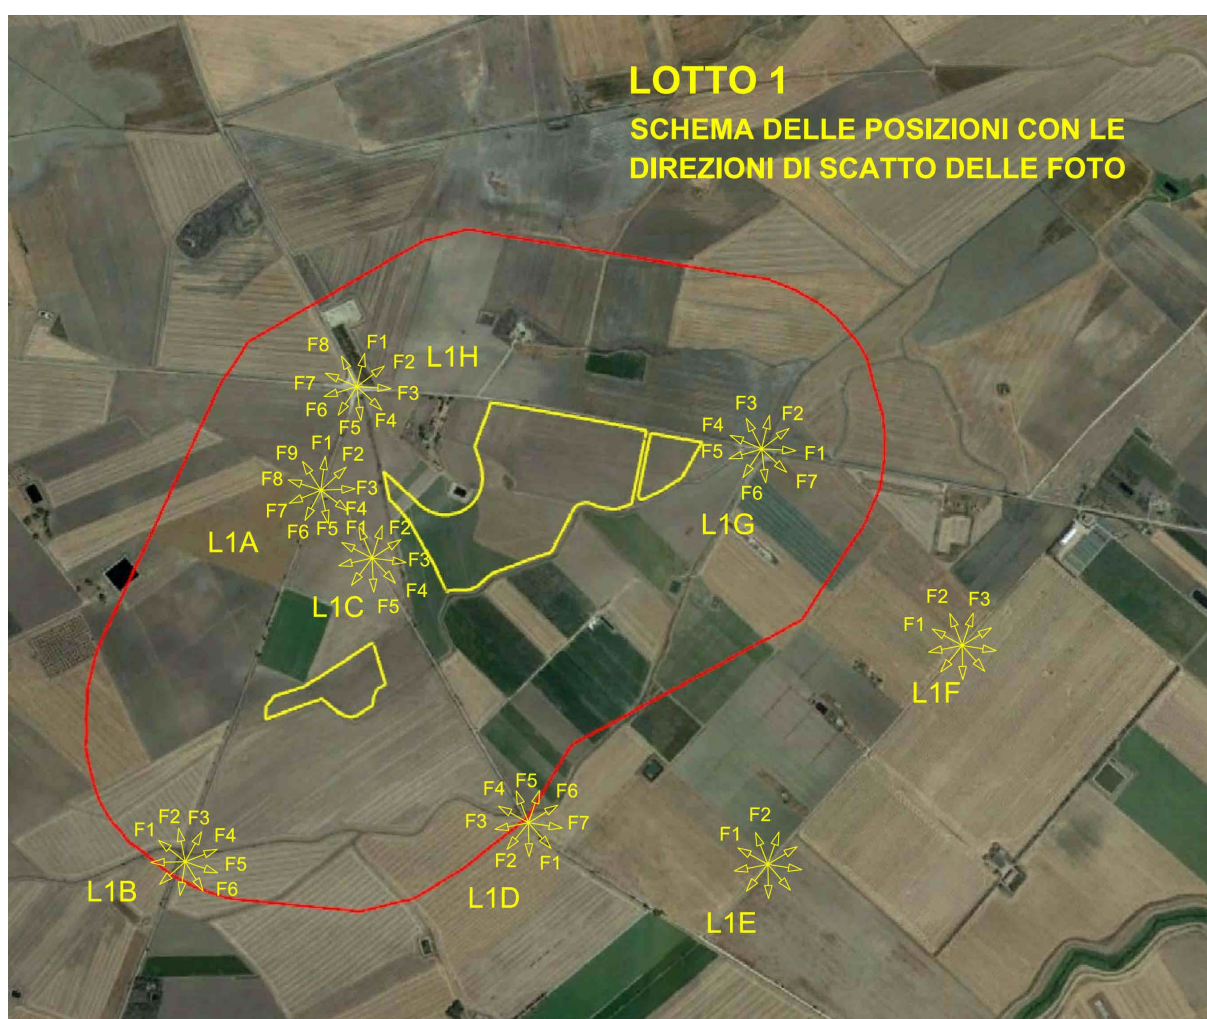 LOTTO 1
SCHEMA DELLE POSIZIONI CON LE
DIREZIONI DI SCATTO DELLE FOTO
F8 F1 F2 L1H
F7 F3
F6 F5 F4
F9 F1 F2
F8 F3
F7 F6 F5 F4
L1A
F1 F2
F3
F4
F5
L1C
F3 F2
F4 F1
F5 F7
F6
L1G
F2 F3
F1
L1F
F4 F5 F6
F3 F7
F2 F1
L1D
F2 F3
F1 F4
F5
F6
L1B
F2
F1
L1E